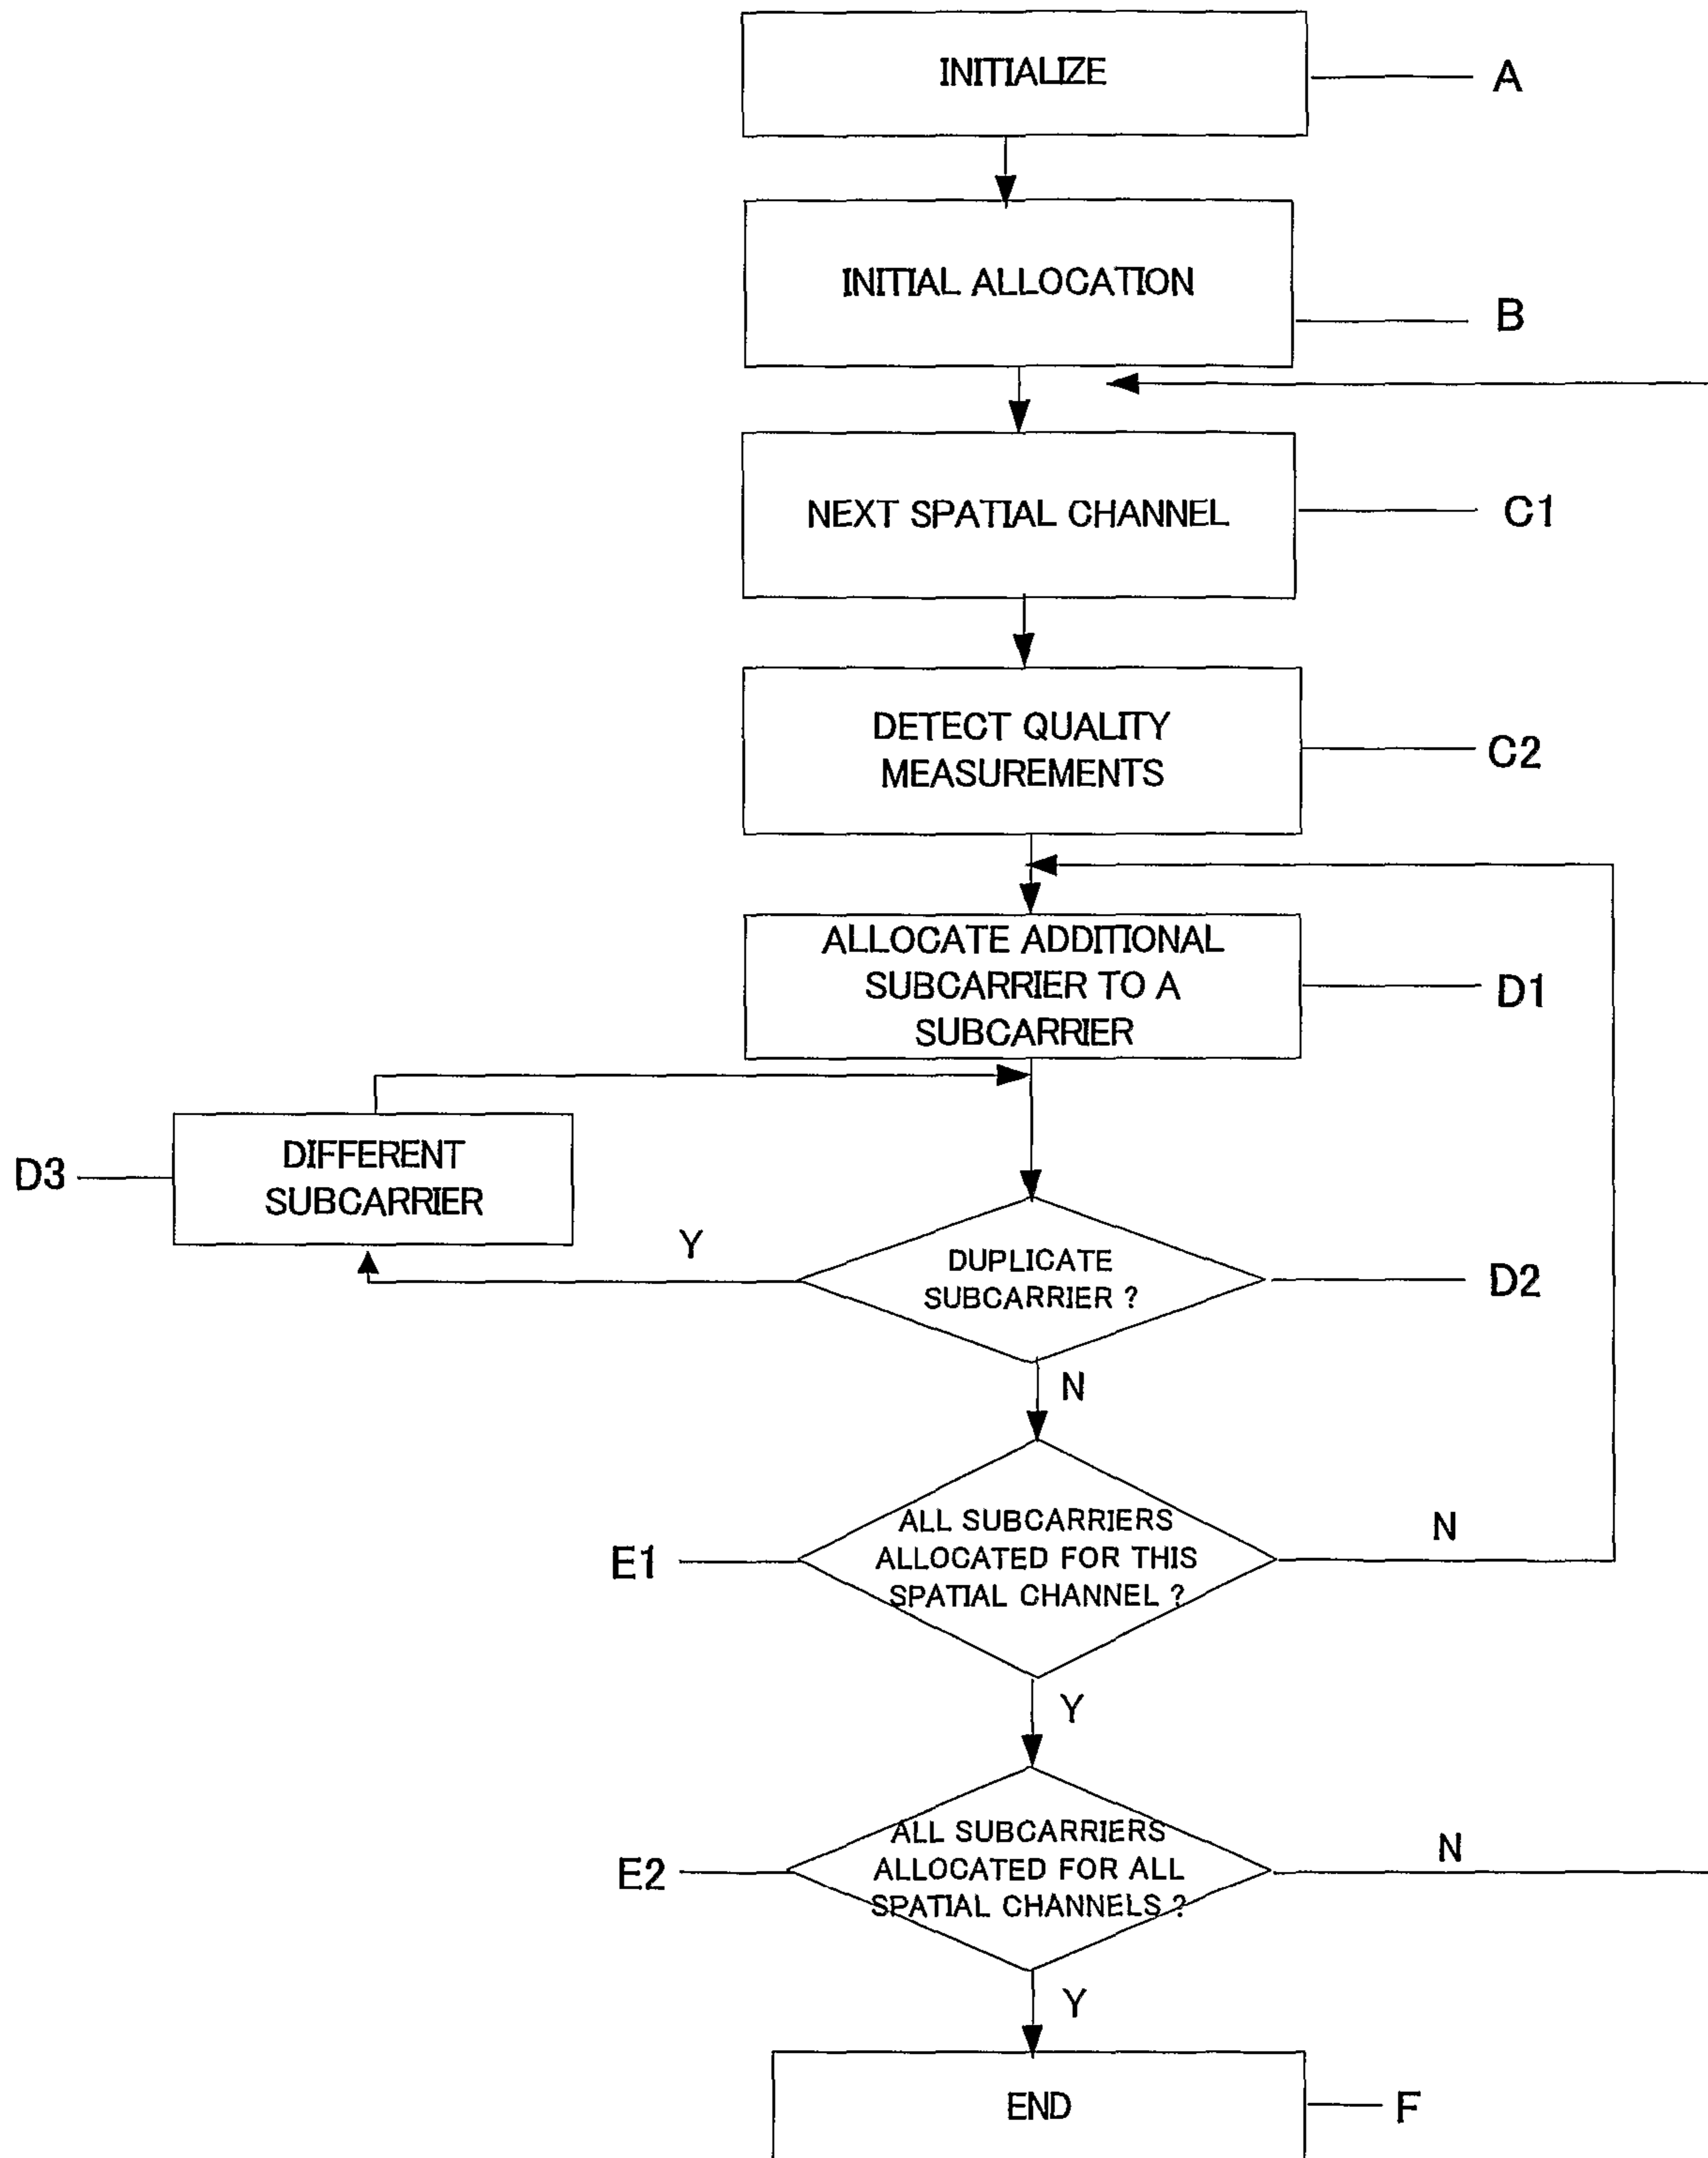 INITIALIZE
A
INITIAL ALLOCATION
B
NEXT SPATIAL CHANNEL
C1
DETECT QUALITY
MEASUREMENTS
C2
ALLOCATE ADDITIONAL
SUBCARRIER TO A
SUBCARRIER
D1
DIFFERENT
SUBCARRIER
D3
Y
DUPLICATE
SUBCARRIER ?
D2
N
ALL SUBCARRIERS
ALLOCATED FOR THIS
SPATIAL CHANNEL ?
E1
N
Y
ALL SUBCARRIERS
ALLOCATED FOR ALL
SPATIAL CHANNELS ?
E2
N
Y
END
F